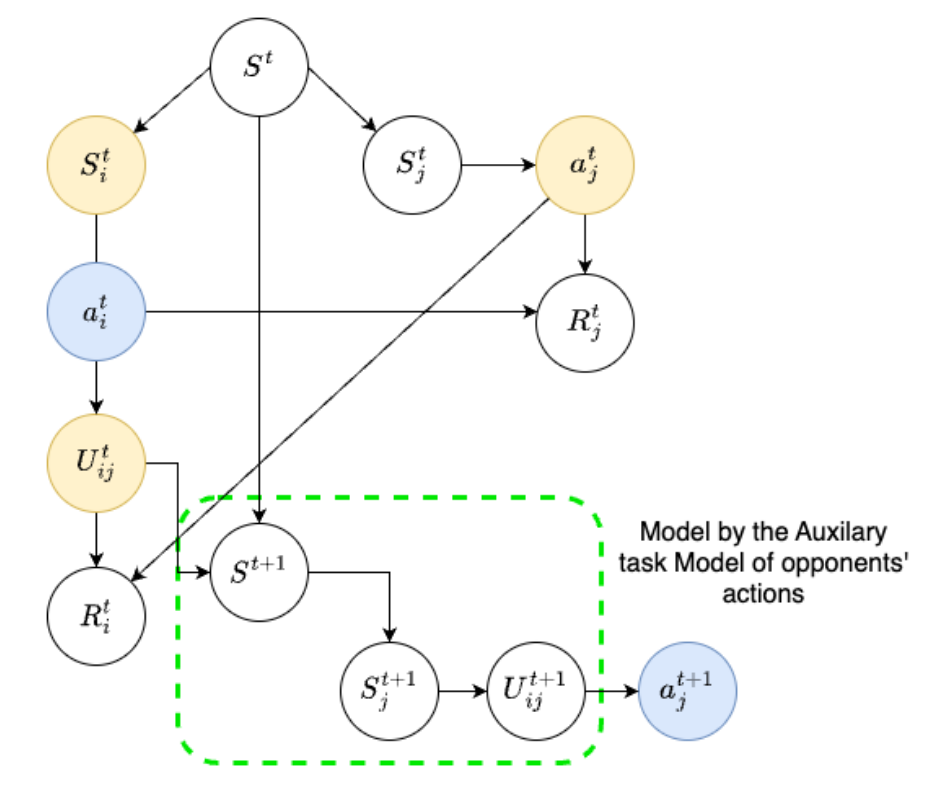 S^t
S_i^t
S_j^t
a_j^t
a_i^t
R_j^t
U_{ij}^t
S^{t+1}
Model by the Auxilary
task Model of opponents'
actions
R_i^t
S_j^{t+1}
U_{ij}^{t+1}
a_j^{t+1}